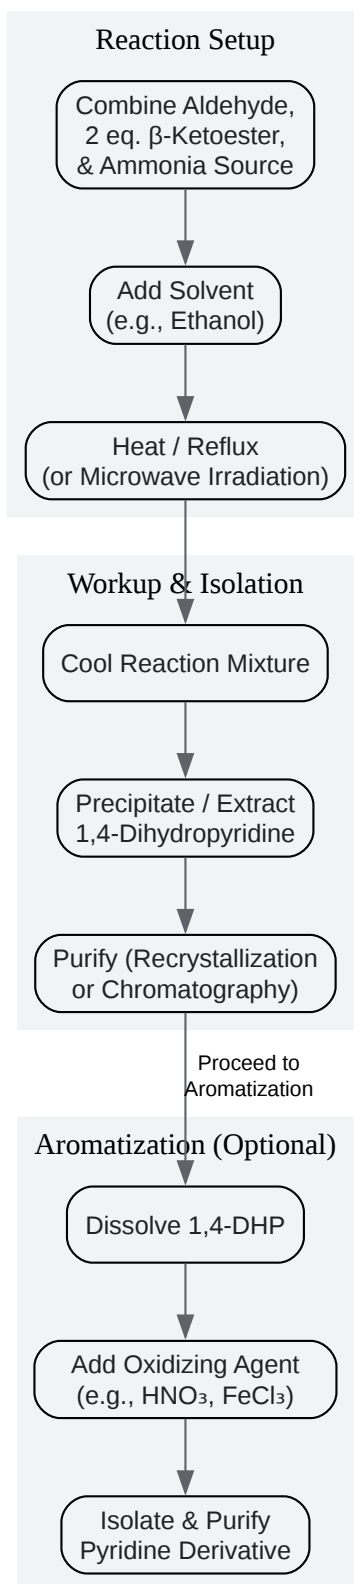 Reaction Setup
Combine Aldehyde,
2 eq. β-Ketoester,
& Ammonia Source
Add Solvent
(e.g., Ethanol)
Heat / Reflux
(or Microwave Irradiation)
Workup & Isolation
Cool Reaction Mixture
Precipitate / Extract
1,4-Dihydropyridine
Purify (Recrystallization
or Chromatography)
Proceed to
Aromatization
Aromatization (Optional)
Dissolve 1,4-DHP
Add Oxidizing Agent
(e.g., HNO₃, FeCl₃)
Isolate & Purify
Pyridine Derivative